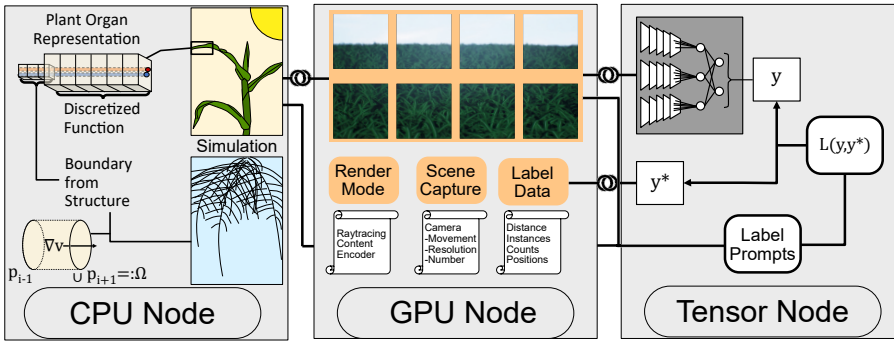 Plant Organ
Representation
Discretized
Function
Simulation
Boundary
from
Structure
∇v
p_{i-1}
∪ p_{i+1}=:Ω
CPU Node
Render
Mode
Scene
Capture
Label
Data
Raytracing
Content
Encoder
Camera
-Movement
-Resolution
-Number
Distance
Instances
Counts
Positions
GPU Node
y
L(y,y*)
y*
Label
Prompts
Tensor Node